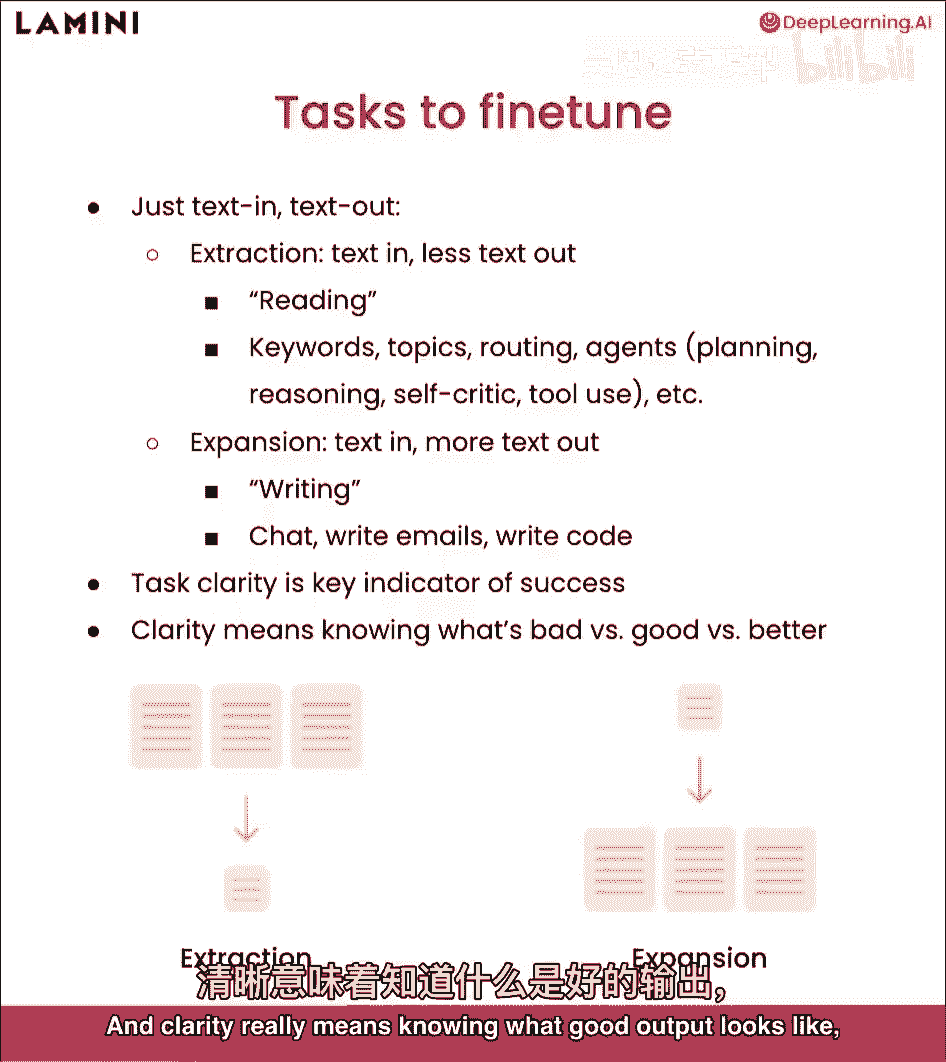 LAMINI
DeepLearning.AI
bilibili
Tasks to finetune
● Just text-in, text-out:
○ Extraction: text in, less text out
■ “Reading”
■ Keywords, topics, routing, agents (planning,
reasoning, self-critic, tool use), etc.
○ Expansion: text in, more text out
■ “Writing”
■ Chat, write emails, write code
● Task clarity is key indicator of success
● Clarity means knowing what’s bad vs. good vs. better
Extraction
Expansion
清晰意味着知道什么是好的输出，
And clarity really means knowing what good output looks like,